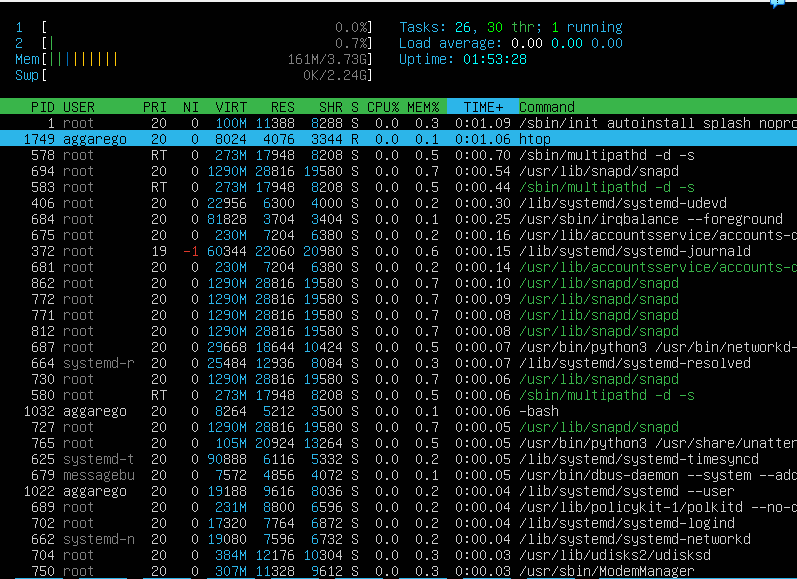 1 [ 0.0%] Tasks: 26, 30 thr; 1 running
2 [| 0.7%] Load average: 0.00 0.00 0.00
Mem[||||||||| 161M/3.73G] Uptime: 01:53:28
Swp[ 0K/2.24G]
PID USER PRI NI VIRT RES SHR S CPU% MEM% TIME+ Command
1 root 20 0 100M 11388 8288 S 0.0 0.3 0:01.09 /sbin/init autoinstall splash nopro
1749 aggarego 20 0 8024 4076 3344 R 0.0 0.1 0:01.06 htop
578 root RT 0 273M 17948 8208 S 0.0 0.5 0:00.70 /sbin/multipathd -d -s
694 root 20 0 1290M 28816 19580 S 0.0 0.7 0:00.54 /usr/lib/snapd/snapd
583 root RT 0 273M 17948 8208 S 0.0 0.5 0:00.44 /sbin/multipathd -d -s
406 root 20 0 22956 6300 4000 S 0.0 0.2 0:00.30 /lib/systemd/systemd-udevd
684 root 20 0 81828 3704 3404 S 0.0 0.1 0:00.25 /usr/sbin/irqbalance --foreground
675 root 20 0 230M 7204 6380 S 0.0 0.2 0:00.16 /usr/lib/accountsservice/accounts-d
372 root 19 -1 60344 22060 20980 S 0.0 0.6 0:00.15 /lib/systemd/systemd-journald
681 root 20 0 230M 7204 6380 S 0.0 0.2 0:00.14 /usr/lib/accountsservice/accounts-d
862 root 20 0 1290M 28816 19580 S 0.0 0.7 0:00.10 /usr/lib/snapd/snapd
772 root 20 0 1290M 28816 19580 S 0.0 0.7 0:00.09 /usr/lib/snapd/snapd
771 root 20 0 1290M 28816 19580 S 0.0 0.7 0:00.08 /usr/lib/snapd/snapd
812 root 20 0 1290M 28816 19580 S 0.0 0.7 0:00.08 /usr/lib/snapd/snapd
687 root 20 0 29668 18644 10424 S 0.0 0.5 0:00.07 /usr/bin/python3 /usr/bin/networkd-
664 systemd-r 20 0 25484 12936 8084 S 0.0 0.3 0:00.07 /lib/systemd/systemd-resolved
730 root 20 0 1290M 28816 19580 S 0.0 0.7 0:00.06 /usr/lib/snapd/snapd
580 root RT 0 273M 17948 8208 S 0.0 0.5 0:00.06 /sbin/multipathd -d -s
1032 aggarego 20 0 8264 5212 3500 S 0.0 0.1 0:00.06 -bash
727 root 20 0 1290M 28816 19580 S 0.0 0.7 0:00.05 /usr/lib/snapd/snapd
765 root 20 0 105M 20924 13264 S 0.0 0.5 0:00.05 /usr/bin/python3 /usr/share/unatten
625 systemd-t 20 0 90888 6116 5332 S 0.0 0.2 0:00.05 /lib/systemd/systemd-timesyncd
679 messagebu 20 0 7572 4856 4072 S 0.0 0.1 0:00.05 /usr/bin/dbus-daemon --system --add
1022 aggarego 20 0 19188 9616 8036 S 0.0 0.2 0:00.04 /lib/systemd/systemd --user
689 root 20 0 231M 8800 6596 S 0.0 0.2 0:00.04 /usr/lib/policykit-1/polkitd --no-d
702 root 20 0 17320 7764 6872 S 0.0 0.2 0:00.04 /lib/systemd/systemd-logind
662 systemd-n 20 0 19080 7596 6732 S 0.0 0.2 0:00.04 /lib/systemd/systemd-networkd
704 root 20 0 384M 12176 10304 S 0.0 0.3 0:00.03 /usr/lib/udisks2/udisksd
750 root 20 0 307M 11328 9612 S 0.0 0.3 0:00.03 /usr/sbin/ModemManager